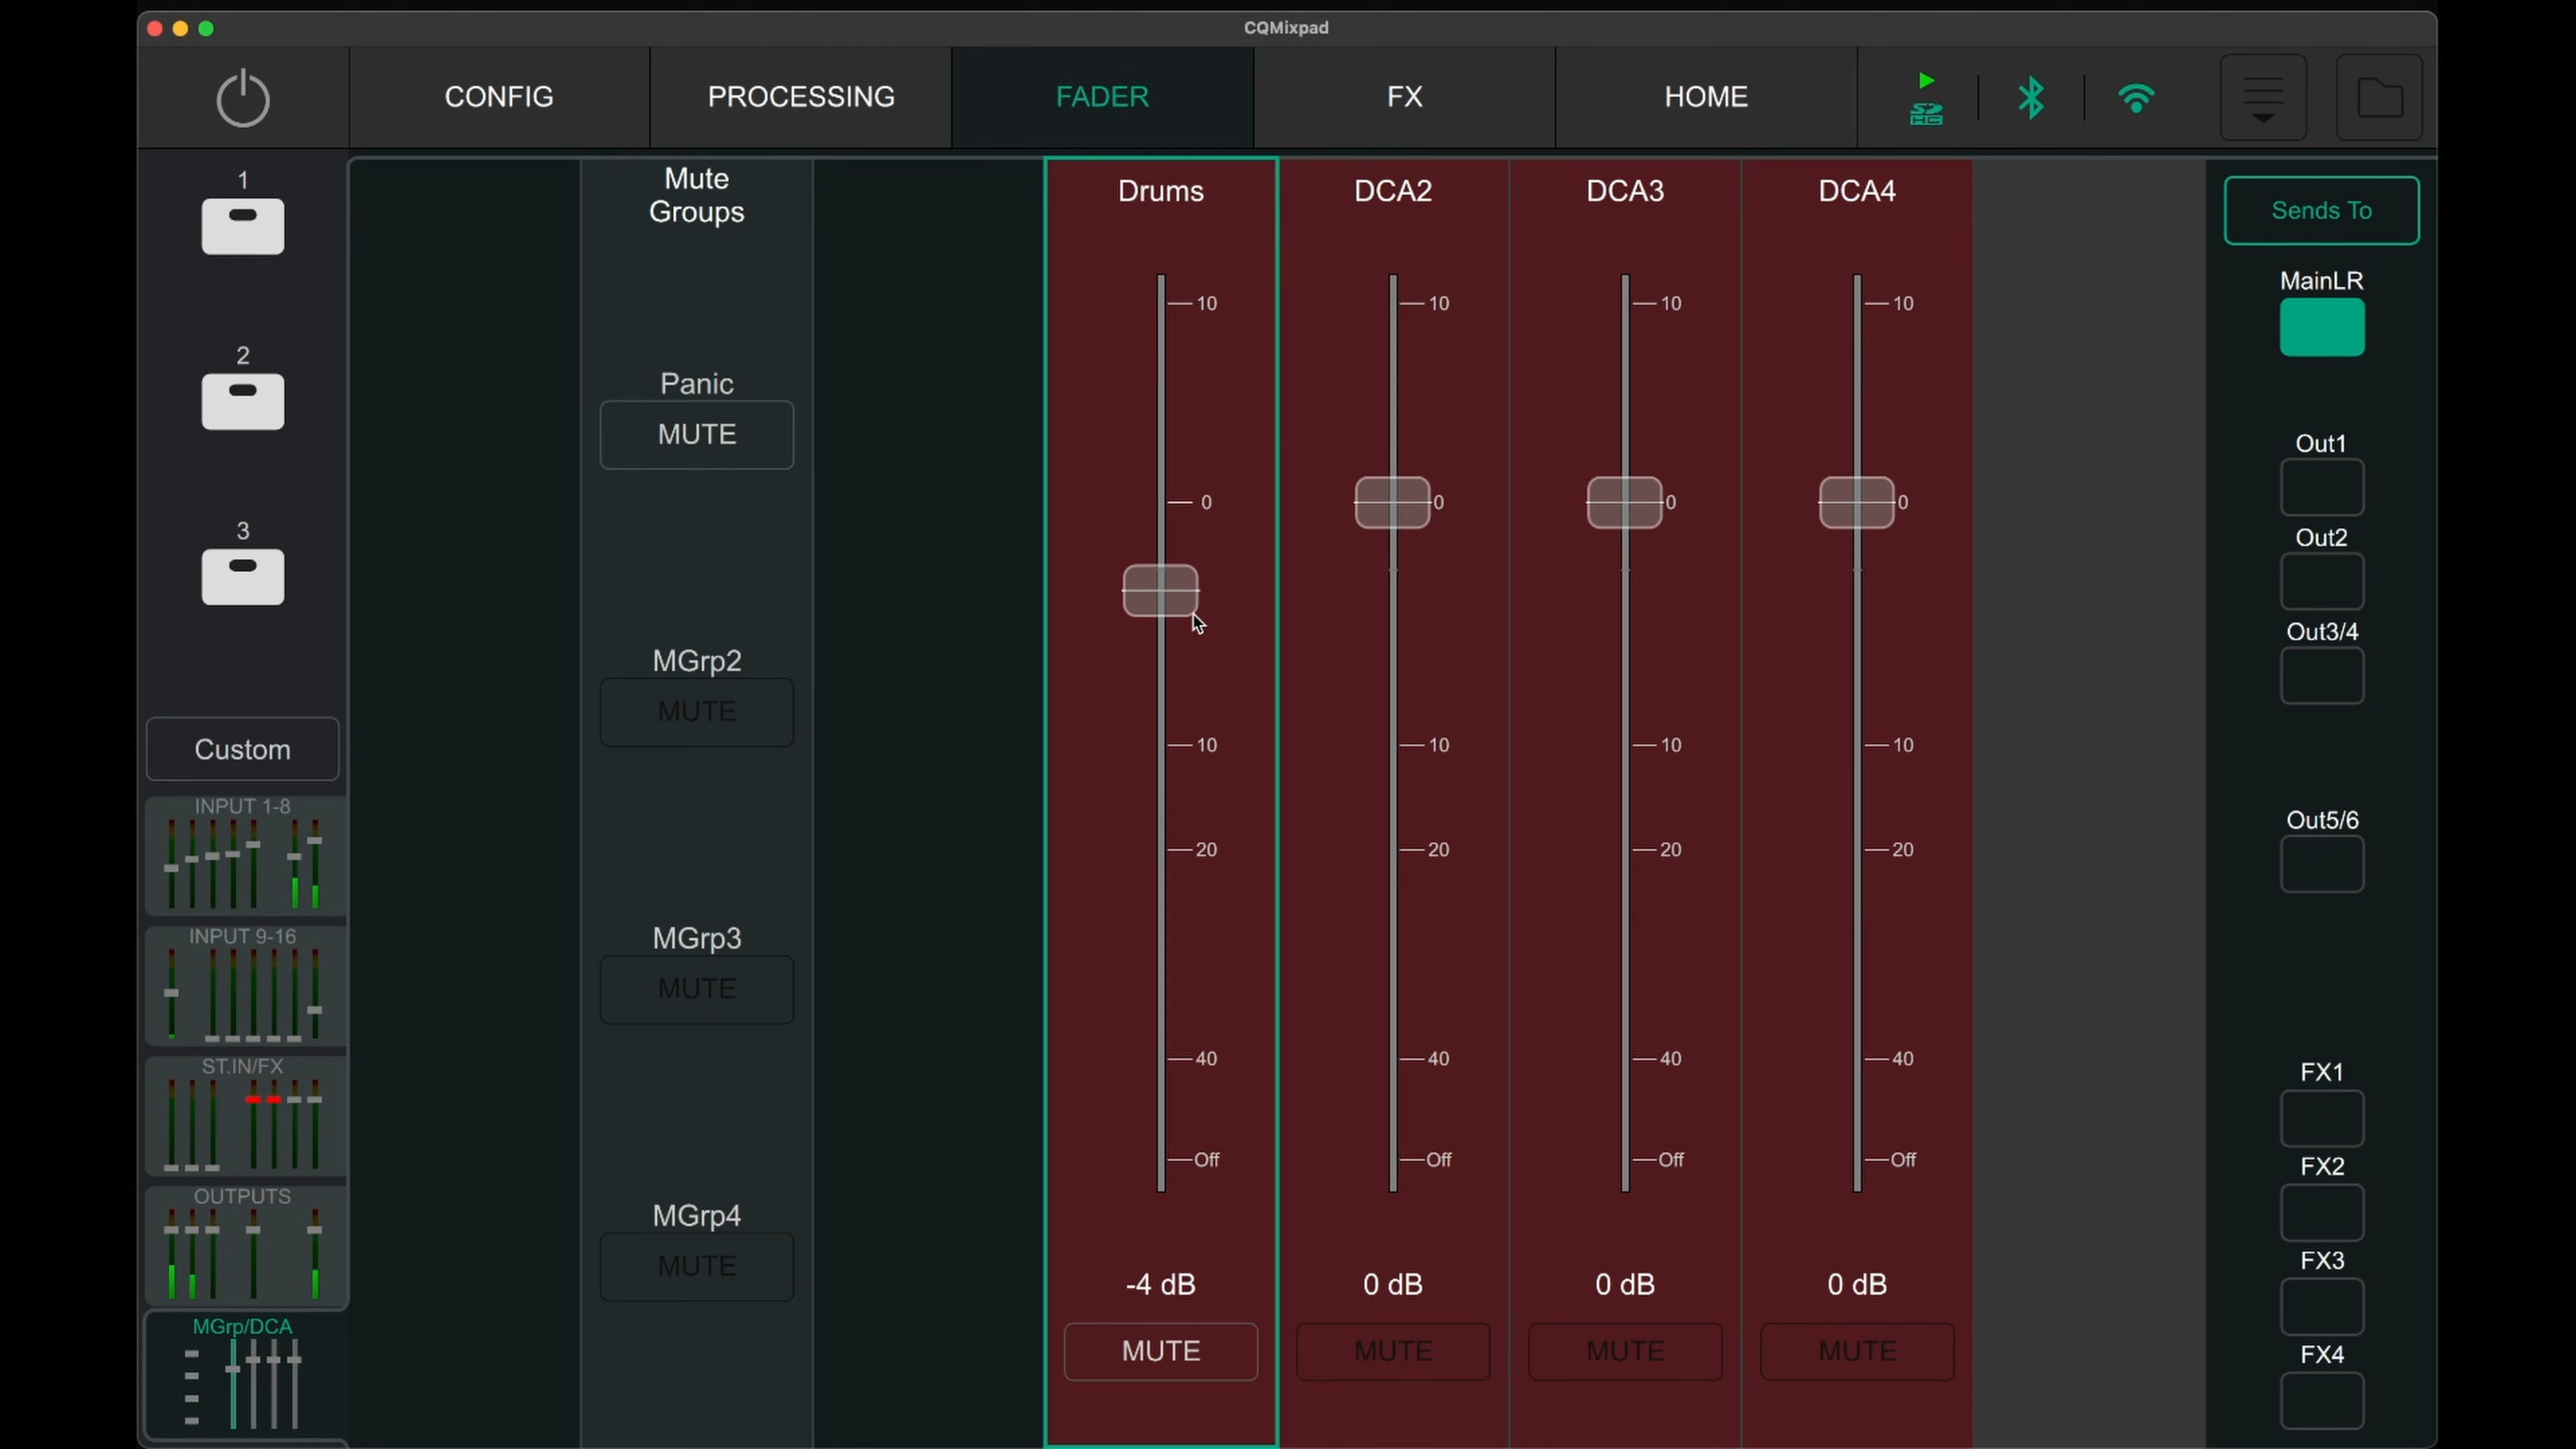 CQMixpad
CONFIG
PROCESSING
FADER
FX
HOME
SD
HC
1
2
3
Custom
INPUT 1-8
INPUT 9-16
ST.IN/FX
OUTPUTS
MGrp/DCA
Mute
Groups
Panic
MUTE
MGrp2
MUTE
MGrp3
MUTE
MGrp4
MUTE
Drums
10
0
10
20
40
Off
-4 dB
MUTE
DCA2
10
0
10
20
40
Off
0 dB
MUTE
DCA3
10
0
10
20
40
Off
0 dB
MUTE
DCA4
10
0
10
20
40
Off
0 dB
MUTE
Sends To
MainLR
Out1
Out2
Out3/4
Out5/6
FX1
FX2
FX3
FX4